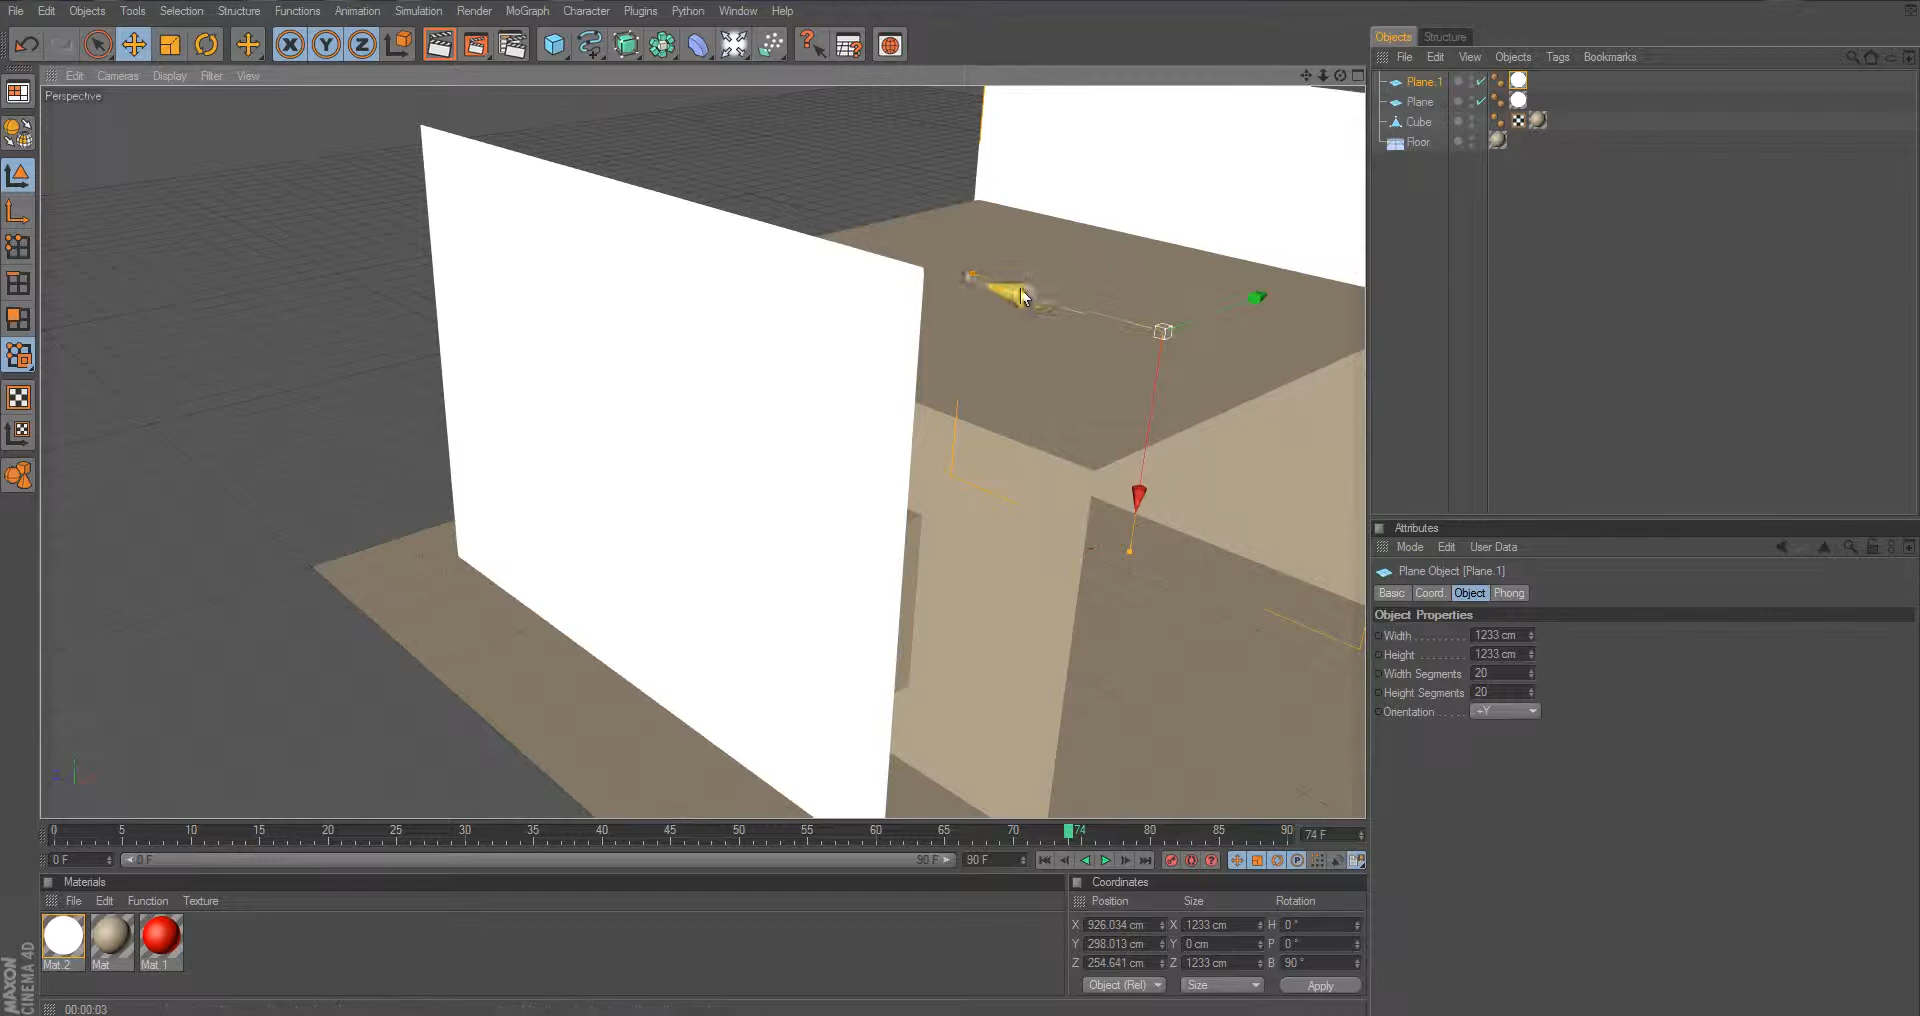 File Edit Objects Tools Selection Structure Functions Animation Simulation Render MoGraph Character Plugins Python Window Help
Edit Cameras Display Filter View
Perspective
Objects Structure
File Edit View Objects Tags Bookmarks
Plane.1
Plane
Cube
Floor
Attributes
Mode Edit User Data
Plane Object [Plane.1]
Basic Coord. Object Phong
Object Properties
Width 1233 cm
Height 1233 cm
Width Segments 20
Height Segments 20
Orientation +Y
0 5 10 15 20 25 30 35 40 45 50 55 60 65 70 74 80 85 90 74 F
0 F 0 F 90 F 90 F
Materials
File Edit Function Texture
Mat.2 Mat Mat.1
Coordinates
Position Size Rotation
X 926.034 cm X 1233 cm H 0 °
Y 298.013 cm Y 0 cm P 0 °
Z 254.641 cm Z 1233 cm B 90 °
Object (Rel) Size Apply
MAXON
CINEMA 4D
00:00:03